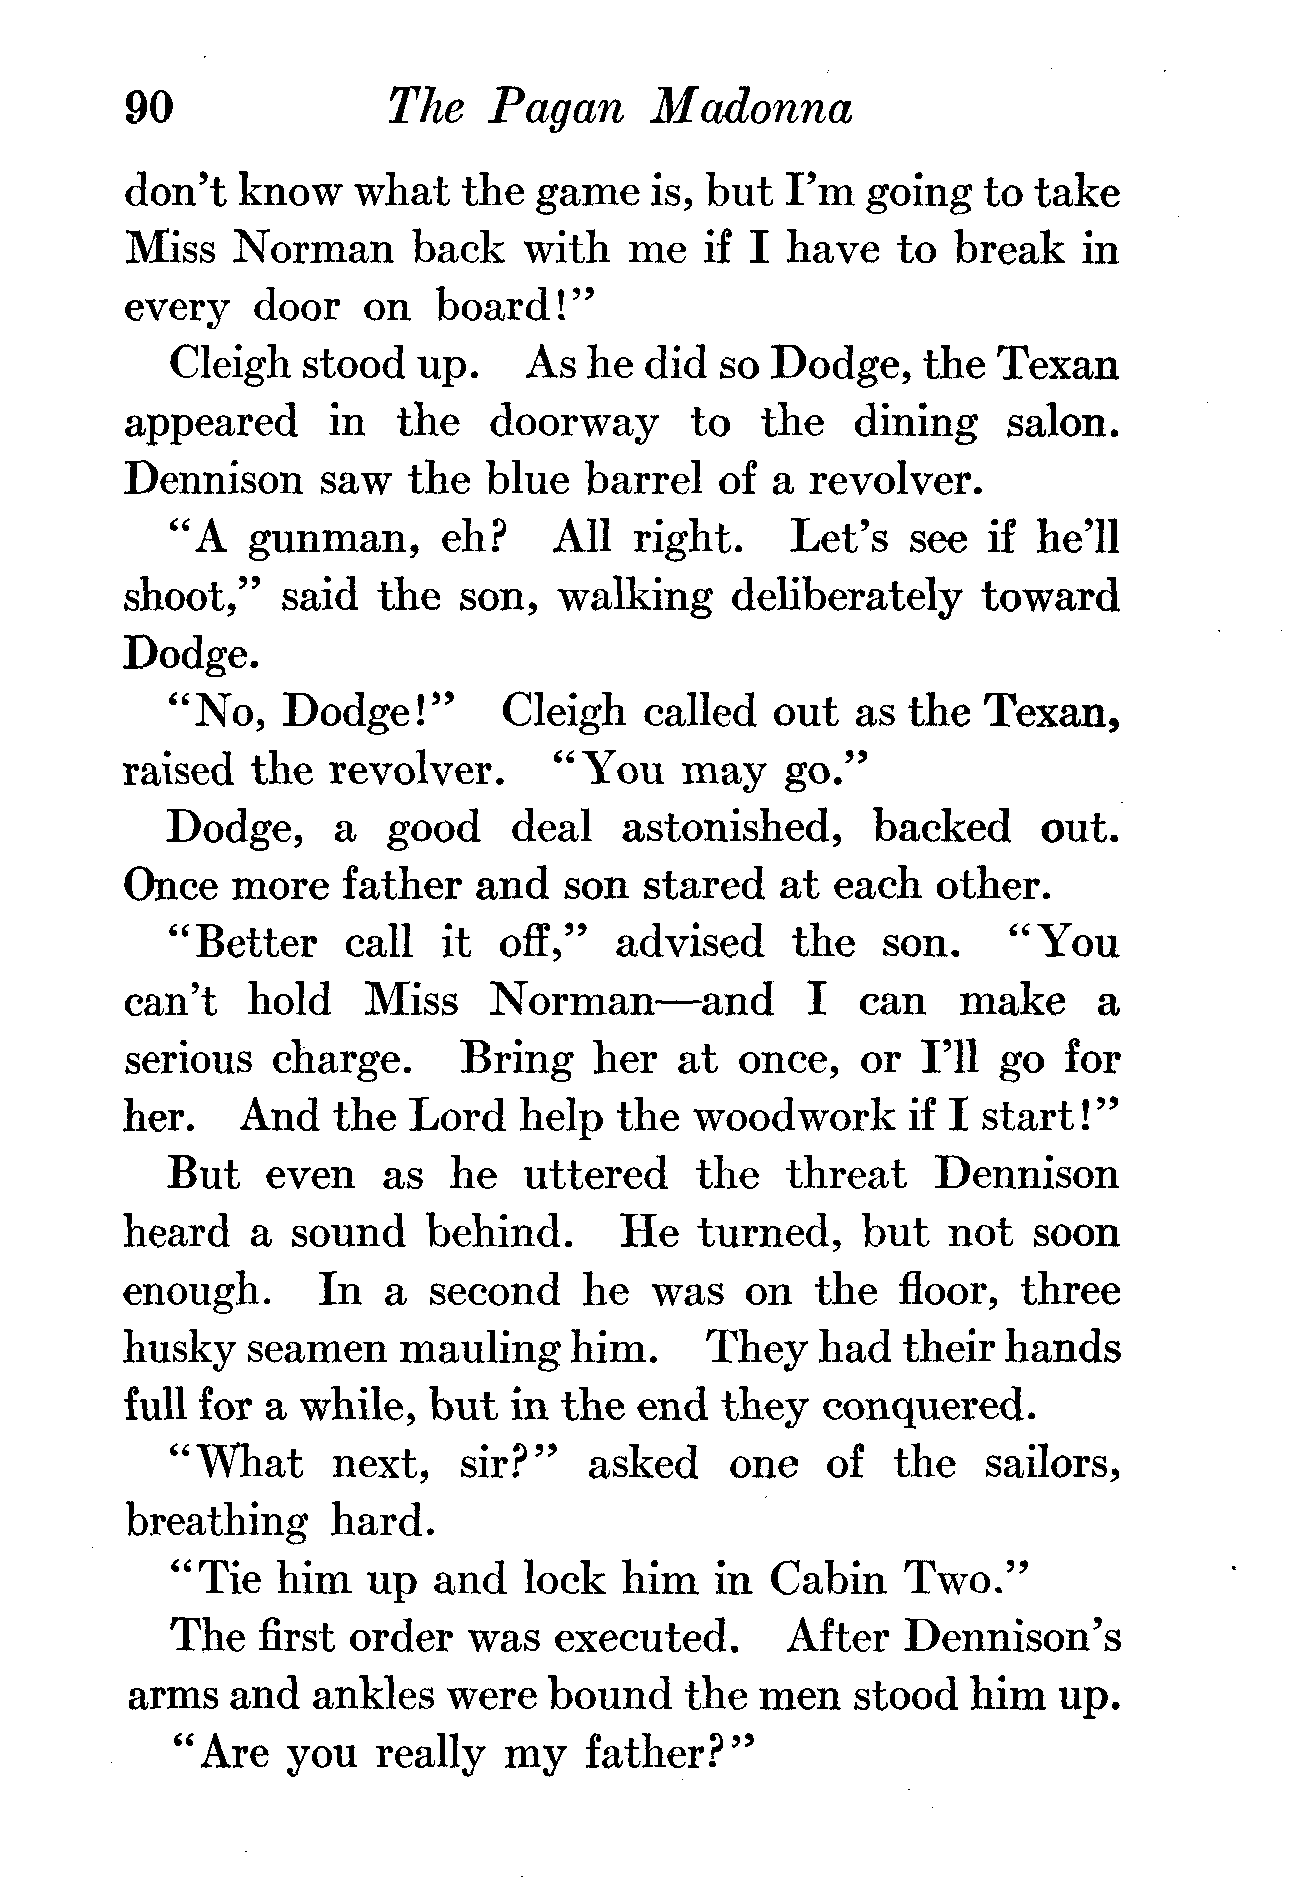 90 The Pagan Madonna
don't know what the game is, but I'm going to take
Miss Norman back with me if I have to break in
every door on board!"
Cleigh stood up. As he did so Dodge, the Texan
appeared in the doorway to the dining salon.
Dennison saw the blue barrel of a revolver.
"A gunman, eh? All right. Let's see if he'll
shoot," said the son, walking deliberately toward
Dodge.
"No, Dodge!" Cleigh called out as the Texan,
raised the revolver. "You may go."
Dodge, a good deal astonished, backed out.
Once more father and son stared at each other.
"Better call it off," advised the son. "You
can't hold Miss Norman—and I can make a
serious charge. Bring her at once, or I'll go for
her. And the Lord help the woodwork if I start!"
But even as he uttered the threat Dennison
heard a sound behind. He turned, but not soon
enough. In a second he was on the floor, three
husky seamen mauling him. They had their hands
full for a while, but in the end they conquered.
"What next, sir?" asked one of the sailors,
breathing hard.
"Tie him up and lock him in Cabin Two."
The first order was executed. After Dennison's
arms and ankles were bound the men stood him up.
"Are you really my father?"